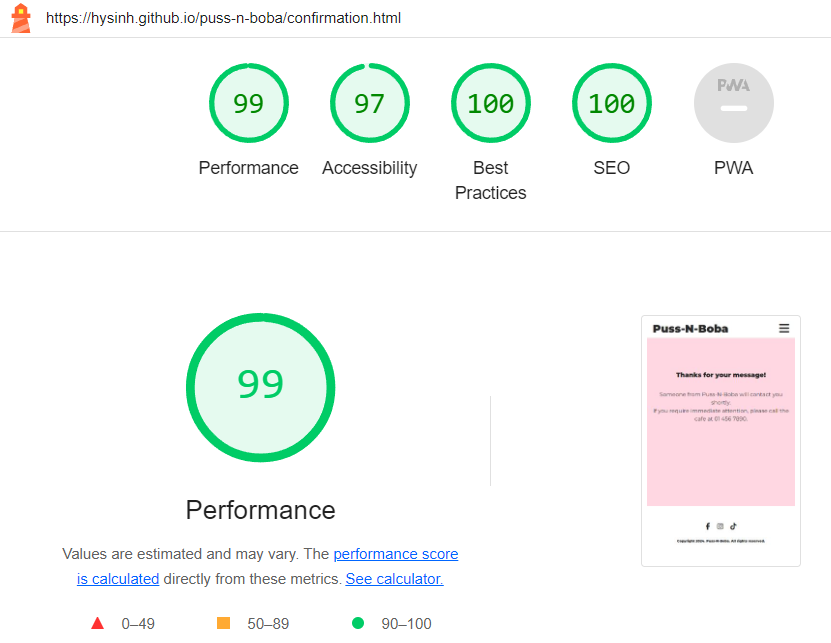 https://hysinh.github.io/puss-n-boba/confirmation.html
99
97
100
100
PWA
Performance
Accessibility
Best
Practices
SEO
PWA
99
Performance
Values are estimated and may vary. The performance score
is calculated directly from these metrics. See calculator.
0–49
50–89
90–100
Puss-N-Boba
Thanks for your message!
Someone from Puss-N-Boba will contact you
shortly.
If you require immediate attention, please call the
cafe at 01 456 7890.
Copyright 2024. Puss-N-Boba. All rights reserved.